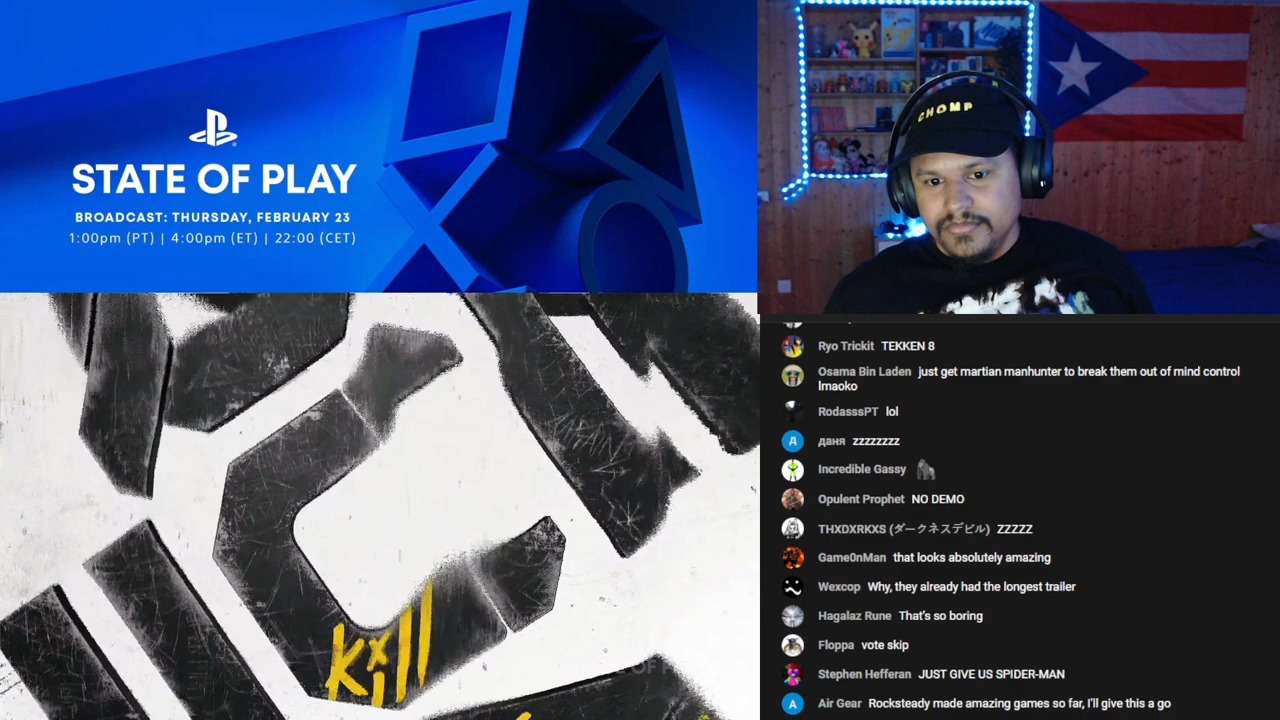 STATE OF PLAY
BROADCAST: THURSDAY, FEBRUARY 23
1:00pm (PT) | 4:00pm (ET) | 22:00 (CET)
CHOMP
kill
Ryo Trickit TEKKEN 8
Osama Bin Laden just get martian manhunter to break them out of mind control
lmaoko
RodasssPT lol
Д даня zzzzzzzz
Incredible Gassy
Opulent Prophet NO DEMO
THXDXRKXS (ダークネスデビル) ZZZZZ
Game0nMan that looks absolutely amazing
Wexcop Why, they already had the longest trailer
Hagalaz Rune That's so boring
Floppa vote skip
Stephen Hefferan JUST GIVE US SPIDER-MAN
A Air Gear Rocksteady made amazing games so far, I'll give this a go